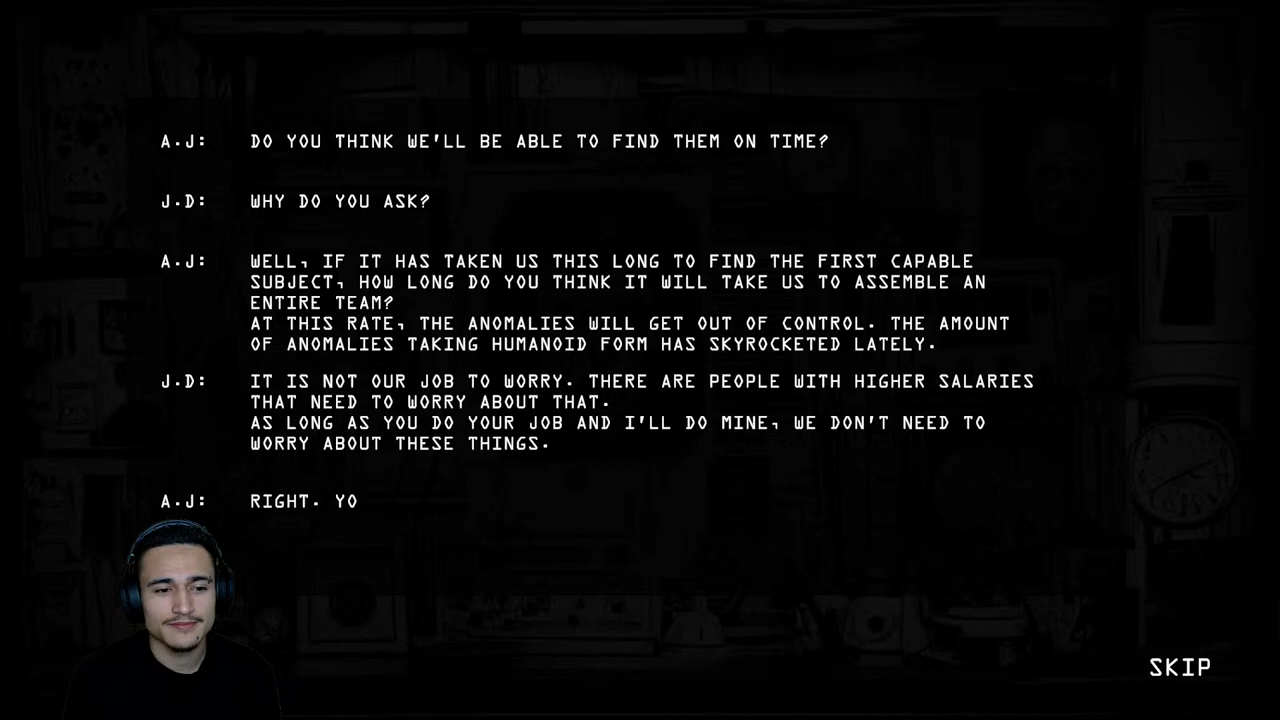 A.J: DO YOU THINK WE'LL BE ABLE TO FIND THEM ON TIME?
J.D: WHY DO YOU ASK?
A.J: WELL, IF IT HAS TAKEN US THIS LONG TO FIND THE FIRST CAPABLE
SUBJECT, HOW LONG DO YOU THINK IT WILL TAKE US TO ASSEMBLE AN
ENTIRE TEAM?
AT THIS RATE, THE ANOMALIES WILL GET OUT OF CONTROL. THE AMOUNT
OF ANOMALIES TAKING HUMANOID FORM HAS SKYROCKETED LATELY.
J.D: IT IS NOT OUR JOB TO WORRY. THERE ARE PEOPLE WITH HIGHER SALARIES
THAT NEED TO WORRY ABOUT THAT.
AS LONG AS YOU DO YOUR JOB AND I'LL DO MINE, WE DON'T NEED TO
WORRY ABOUT THESE THINGS.
A.J: RIGHT. YO
SKIP